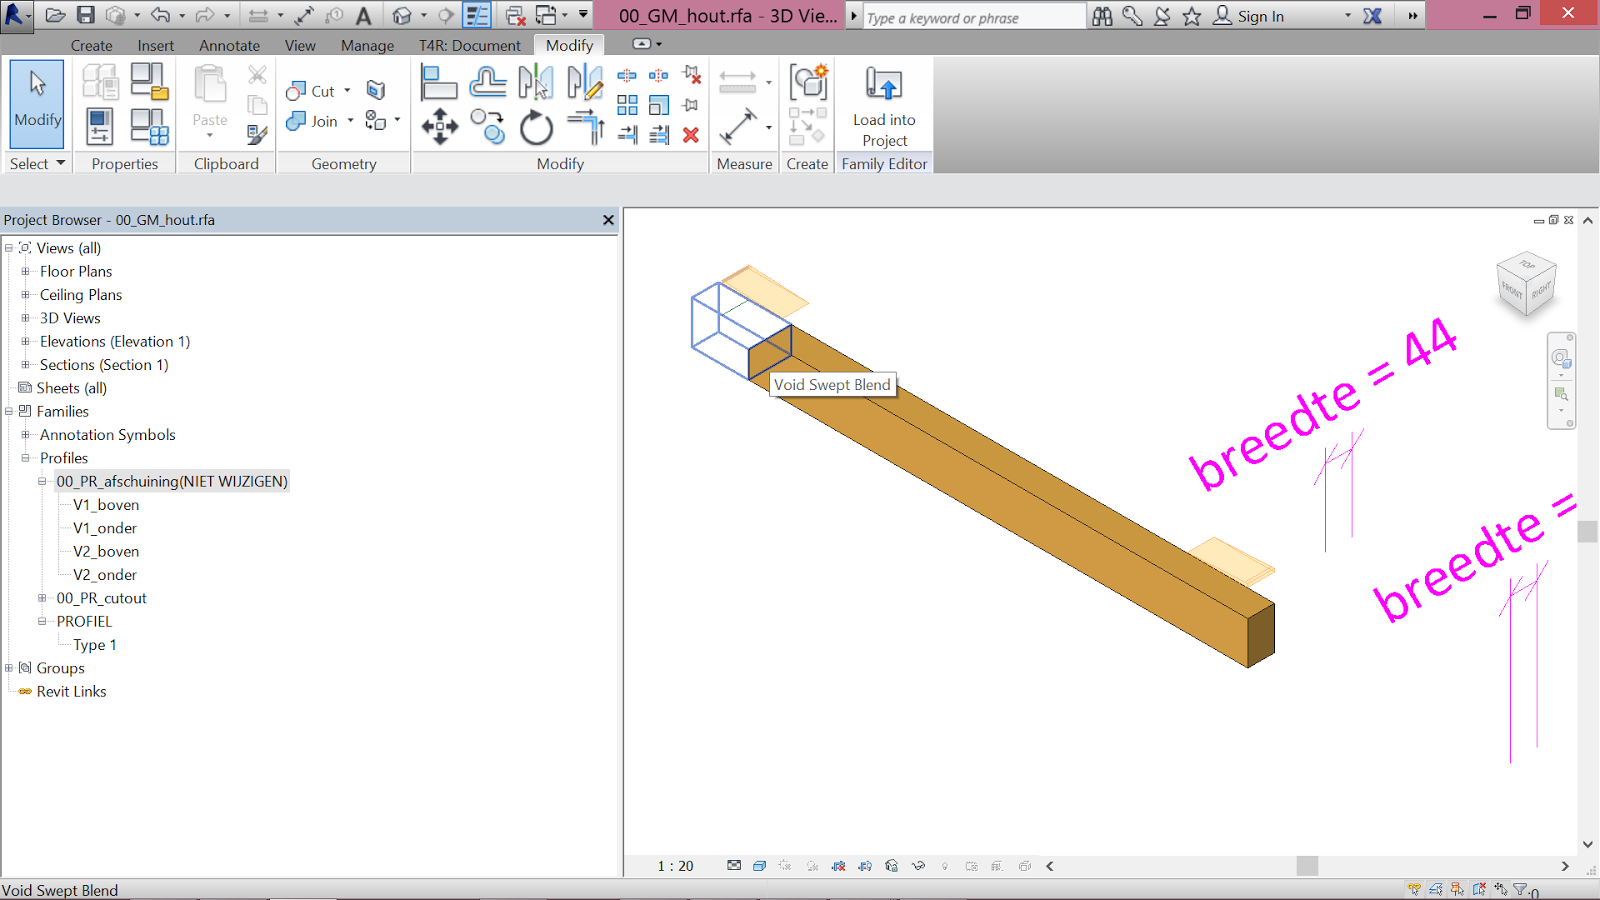 00_GM_hout.rfa - 3D Vie...
Type a keyword or phrase
Sign In
Create Insert Annotate View Manage T4R: Document Modify
Modify
Paste
Cut
Join
Load into
Project
Select Properties Clipboard Geometry Modify Measure Create Family Editor
Project Browser - 00_GM_hout.rfa
Views (all)
Floor Plans
Ceiling Plans
3D Views
Elevations (Elevation 1)
Sections (Section 1)
Sheets (all)
Families
Annotation Symbols
Profiles
00_PR_afschuining(NIET WIJZIGEN)
V1_boven
V1_onder
V2_boven
V2_onder
00_PR_cutout
PROFIEL
Type 1
Groups
Revit Links
TOP
FRONT
RIGHT
Void Swept Blend
breedte = 44
breedte =
1 : 20
Void Swept Blend
:0